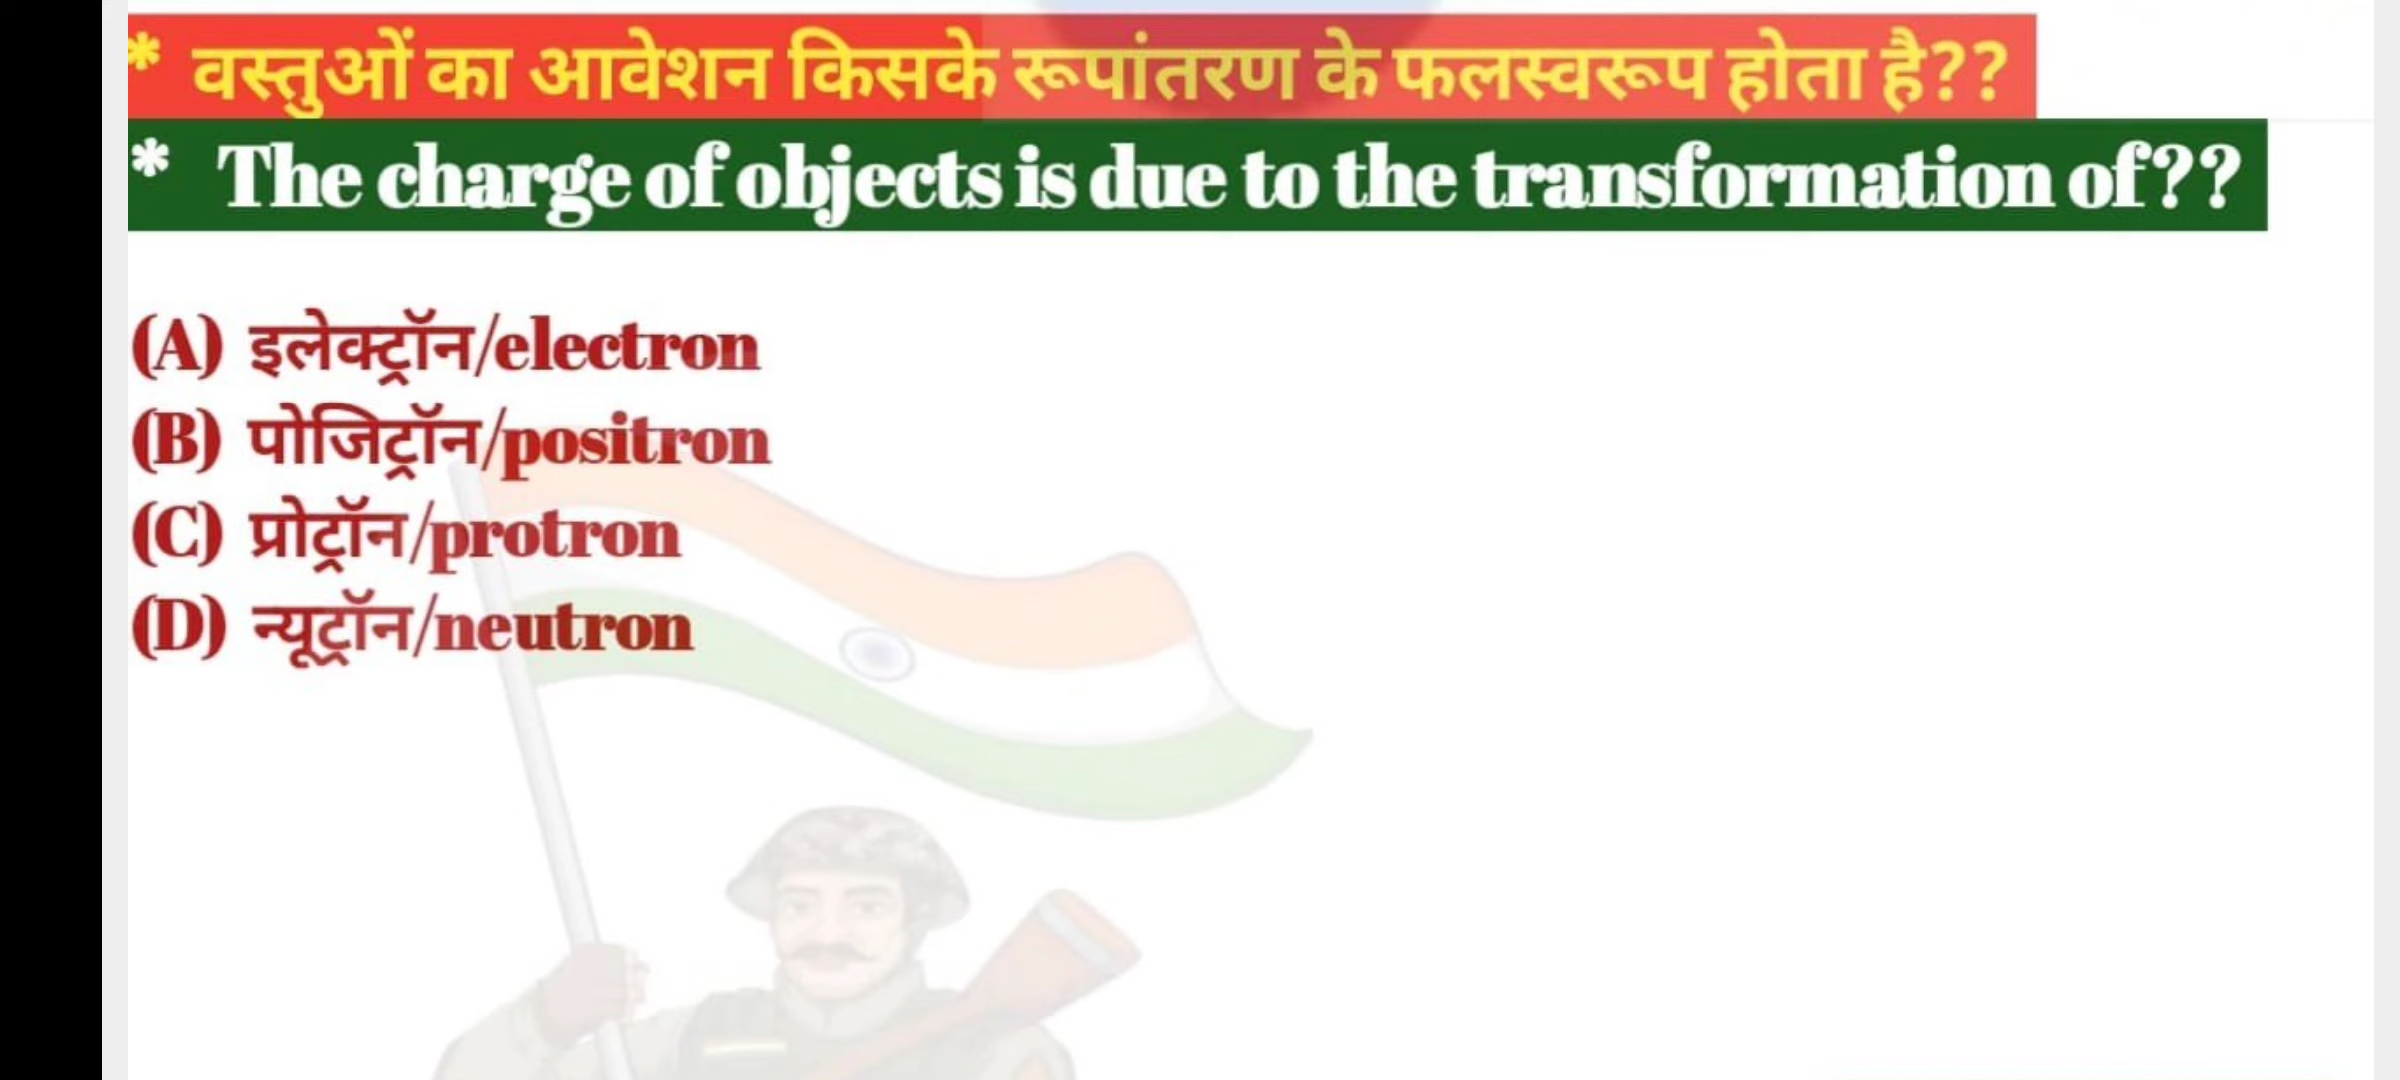 * वस्तुओं का आवेशन किसके रूपांतरण के फलस्वरूप होता है??
* The charge of objects is due to the transformation of??
(A) इलेक्ट्रॉन/electron
(B) पोजिट्रॉन/positron
(C) प्रोट्रॉन/protron
(D) न्यूट्रॉन/neutron